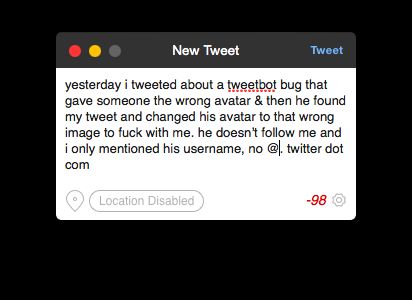 New Tweet
Tweet
yesterday i tweeted about a tweetbot bug that
gave someone the wrong avatar & then he found
my tweet and changed his avatar to that wrong
image to fuck with me. he doesn't follow me and
i only mentioned his username, no @. twitter dot
com
Location Disabled
-98